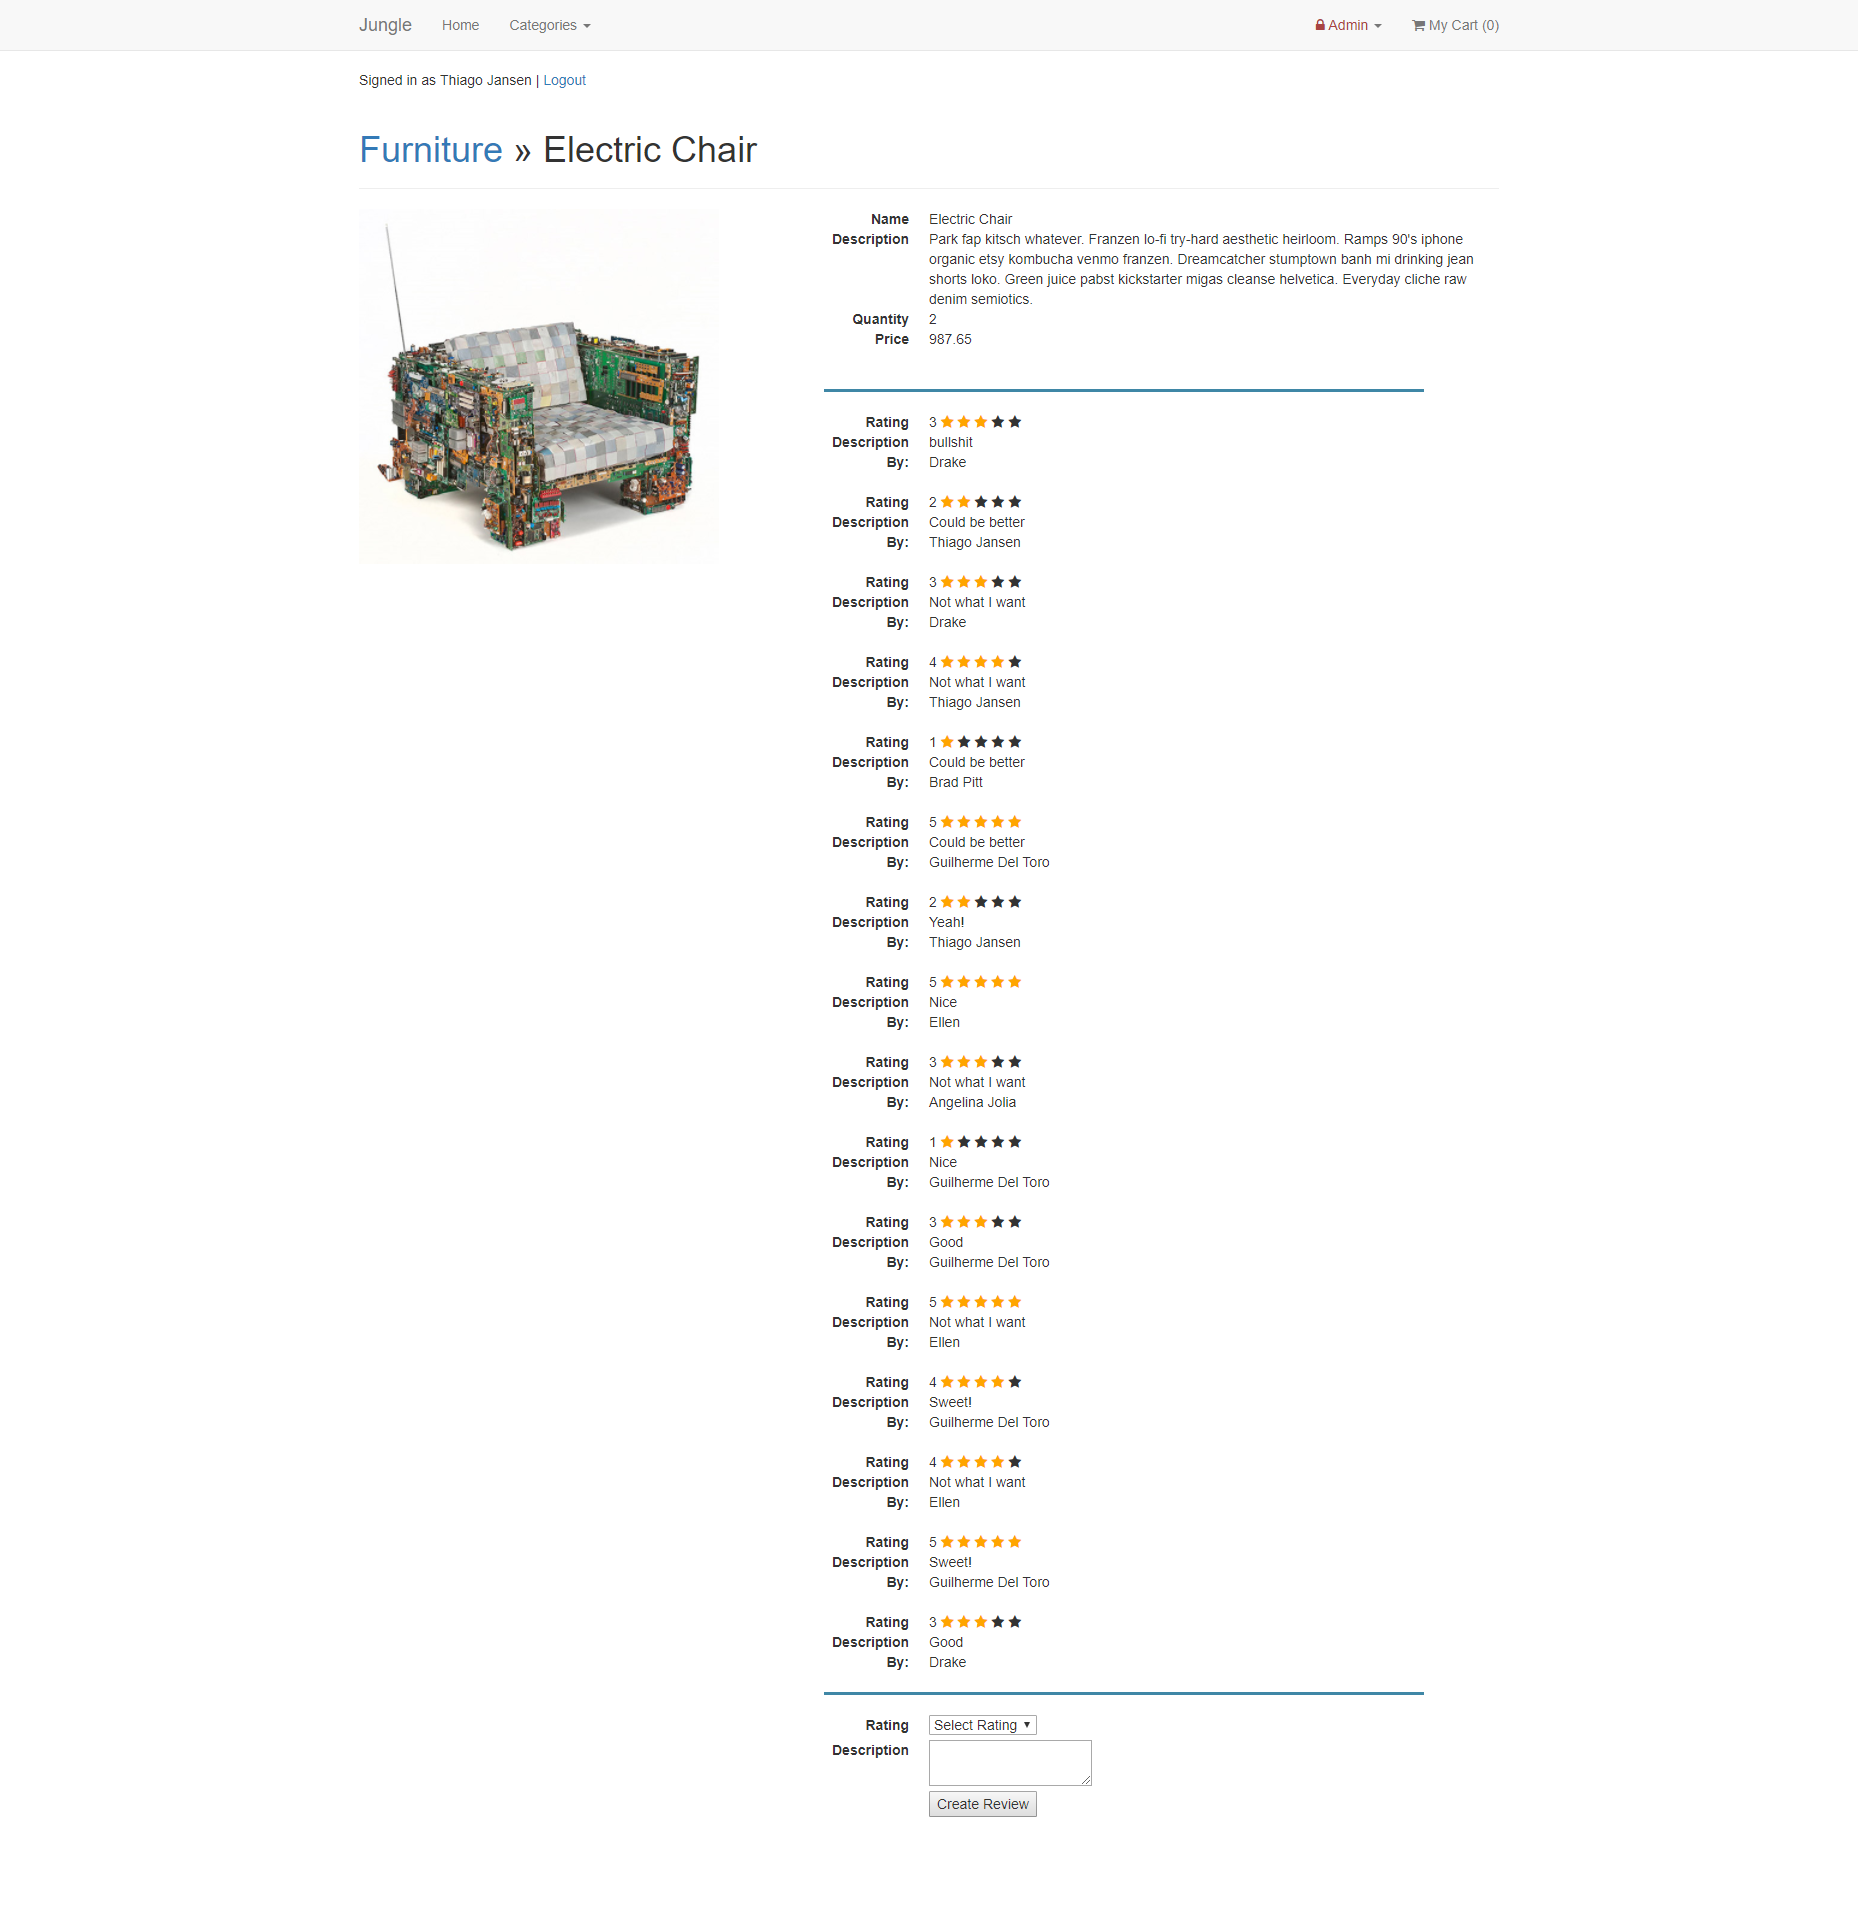 Jungle Home Categories Admin My Cart (0)
Signed in as Thiago Jansen | Logout
Furniture » Electric Chair
Name Electric Chair
Description Park fap kitsch whatever. Franzen lo-fi try-hard aesthetic heirloom. Ramps 90's iphone
organic etsy kombucha venmo franzen. Dreamcatcher stumptown banh mi drinking jean
shorts loko. Green juice pabst kickstarter migas cleanse helvetica. Everyday cliche raw
denim semiotics.
Quantity 2
Price 987.65
Rating 3
Description bullshit
By: Drake
Rating 2
Description Could be better
By: Thiago Jansen
Rating 3
Description Not what I want
By: Drake
Rating 4
Description Not what I want
By: Thiago Jansen
Rating 1
Description Could be better
By: Brad Pitt
Rating 5
Description Could be better
By: Guilherme Del Toro
Rating 2
Description Yeah!
By: Thiago Jansen
Rating 5
Description Nice
By: Ellen
Rating 3
Description Not what I want
By: Angelina Jolia
Rating 1
Description Nice
By: Guilherme Del Toro
Rating 3
Description Good
By: Guilherme Del Toro
Rating 5
Description Not what I want
By: Ellen
Rating 4
Description Sweet!
By: Guilherme Del Toro
Rating 4
Description Not what I want
By: Ellen
Rating 5
Description Sweet!
By: Guilherme Del Toro
Rating 3
Description Good
By: Drake
Rating Select Rating
Description
Create Review